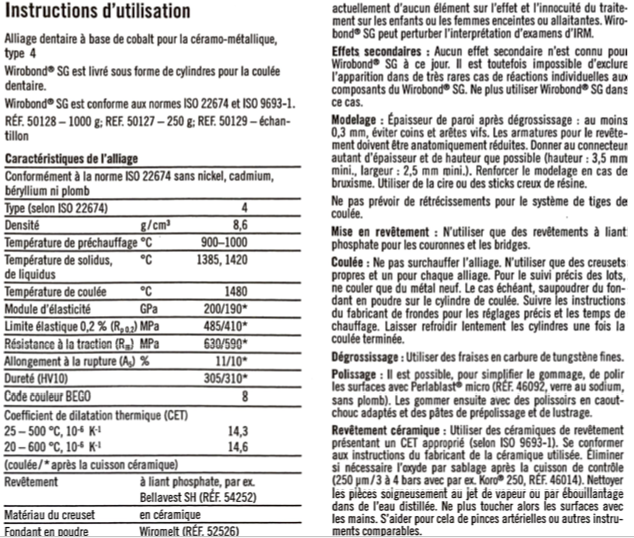 Instructions d'utilisation
Alliage dentaire à base de cobalt pour la céramo-métallique,
type 4
Wirobond® SG est livré sous forme de cylindres pour la coulée
dentaire.
Wirobond® SG est conforme aux normes ISO 22674 et ISO 9693-1.
RÉF. 50128 – 1000 g; REF. 50127 – 250 g; REF. 50129 – échan-
tillon
Caractéristiques de l'alliage
Conformément à la norme ISO 22674 sans nickel, cadmium,
béryllium ni plomb
Type (selon ISO 22674) 4
Densité g/cm³ 8,6
Température de préchauffage °C 900–1000
Température de solidus, °C 1385, 1420
de liquidus
Température de coulée °C 1480
Module d'élasticité GPa 200/190*
Limite élastique 0,2 % (Rp 0,2) MPa 485/410*
Résistance à la traction (Rm) MPa 630/590*
Allongement à la rupture (A5) % 11/10*
Dureté (HV10) 305/310*
Code couleur BEGO 8
Coefficient de dilatation thermique (CET)
25 – 500 °C, 10⁻⁶ K⁻¹ 14,3
20 – 600 °C, 10⁻⁶ K⁻¹ 14,6
(coulée/* après la cuisson céramique)
Revêtement à liant phosphate, par ex.
Bellavest SH (RÉF. 54252)
Matériau du creuset en céramique
Fondant en poudre Wiromelt (RÉF. 52526)
actuellement d'aucun élément sur l'effet et l'innocuité du traite-
ment sur les enfants ou les femmes enceintes ou allaitantes. Wiro-
bond® SG peut perturber l'interprétation d'examens d'IRM.
Effets secondaires : Aucun effet secondaire n'est connu pour
Wirobond® SG à ce jour. Il est toutefois impossible d'exclure
l'apparition dans de très rares cas de réactions individuelles aux
composants du Wirobond® SG. Ne plus utiliser Wirobond® SG dans
ce cas.
Modelage : Épaisseur de paroi après dégrossissage : au moins
0,3 mm, éviter coins et arêtes vifs. Les armatures pour le revête-
ment doivent être anatomiquement réduites. Donner au connecteur
autant d'épaisseur et de hauteur que possible (hauteur : 3,5 mm
mini., largeur : 2,5 mm mini.). Renforcer le modelage en cas de
bruxisme. Utiliser de la cire ou des sticks creux de résine.
Ne pas prévoir de rétrécissements pour le système de tiges de
coulée.
Mise en revêtement : N'utiliser que des revêtements à liant
phosphate pour les couronnes et les bridges.
Coulée : Ne pas surchauffer l'alliage. N'utiliser que des creusets
propres et un pour chaque alliage. Pour le suivi précis des lots,
ne couler que du métal neuf. Le cas échéant, saupoudrer du fon-
dant en poudre sur le cylindre de coulée. Suivre les instructions
du fabricant de frondes pour les réglages précis et les temps de
chauffage. Laisser refroidir lentement les cylindres une fois la
coulée terminée.
Dégrossissage : Utiliser des fraises en carbure de tungstène fines.
Polissage : Il est possible, pour simplifier le gommage, de polir
les surfaces avec Perlablast® micro (RÉF. 46092, verre au sodium,
sans plomb). Les gommer ensuite avec des polissoirs en caout-
chouc adaptés et des pâtes de prépolissage et de lustrage.
Revêtement céramique : Utiliser des céramiques de revêtement
présentant un CET approprié (selon ISO 9693-1). Se conformer
aux instructions du fabricant de la céramique utilisée. Éliminer
si nécessaire l'oxyde par sablage après la cuisson de contrôle
(250 µm/3 à 4 bars avec par ex. Korox® 250, RÉF. 46014). Nettoyer
les pièces soigneusement au jet de vapeur ou par ébouillantage
dans de l'eau distillée. Ne plus toucher alors les surfaces avec
les mains. S'aider pour cela de pinces artérielles ou autres instru-
ments comparables.